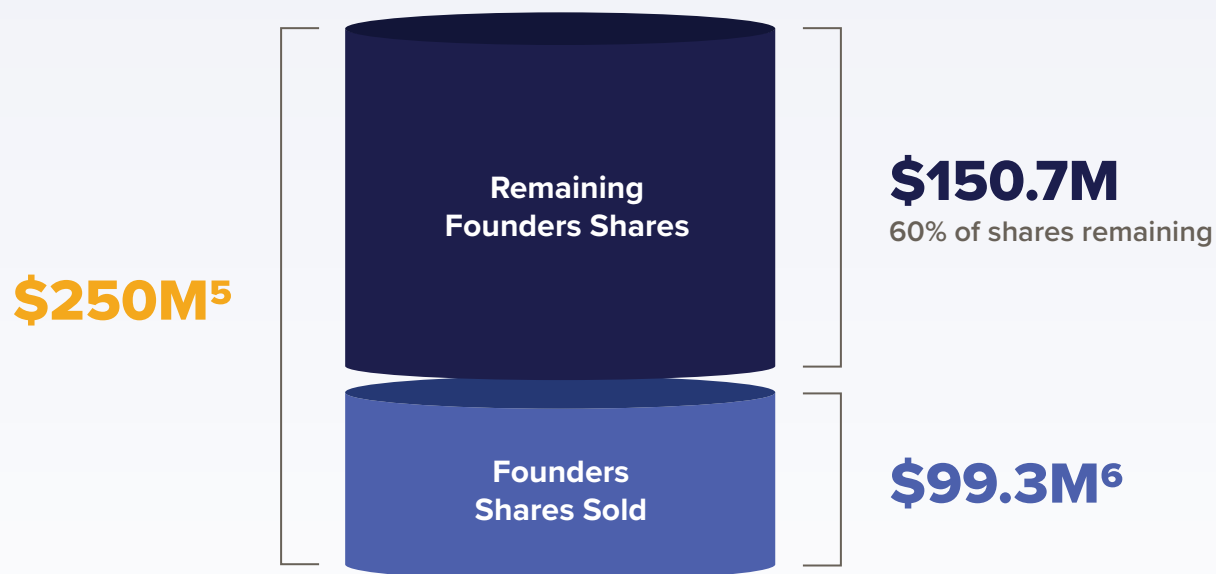 Remaining
Founders Shares
$150.7M
60% of shares remaining
$250M⁵
Founders
Shares Sold
$99.3M⁶